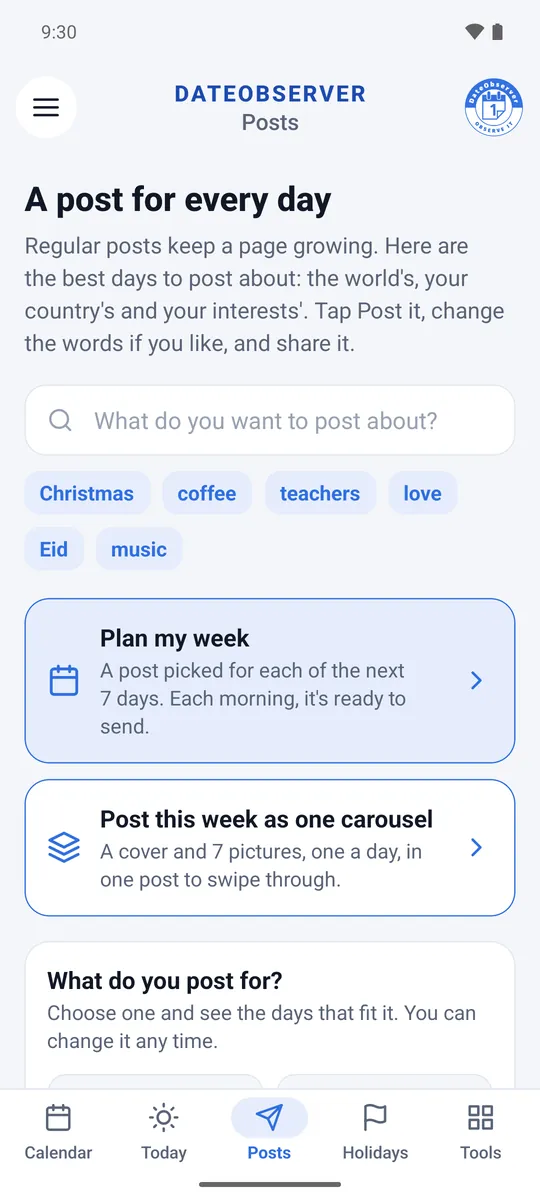 9:30
DATEOBSERVER
Posts
DateObserver
1
OBSERVE IT
A post for every day
Regular posts keep a page growing. Here are
the best days to post about: the world's, your
country's and your interests'. Tap Post it, change
the words if you like, and share it.
What do you want to post about?
Christmas
coffee
teachers
love
Eid
music
Plan my week
A post picked for each of the next
7 days. Each morning, it's ready to
send.
Post this week as one carousel
A cover and 7 pictures, one a day, in
one post to swipe through.
What do you post for?
Choose one and see the days that fit it. You can
change it any time.
Calendar
Today
Posts
Holidays
Tools